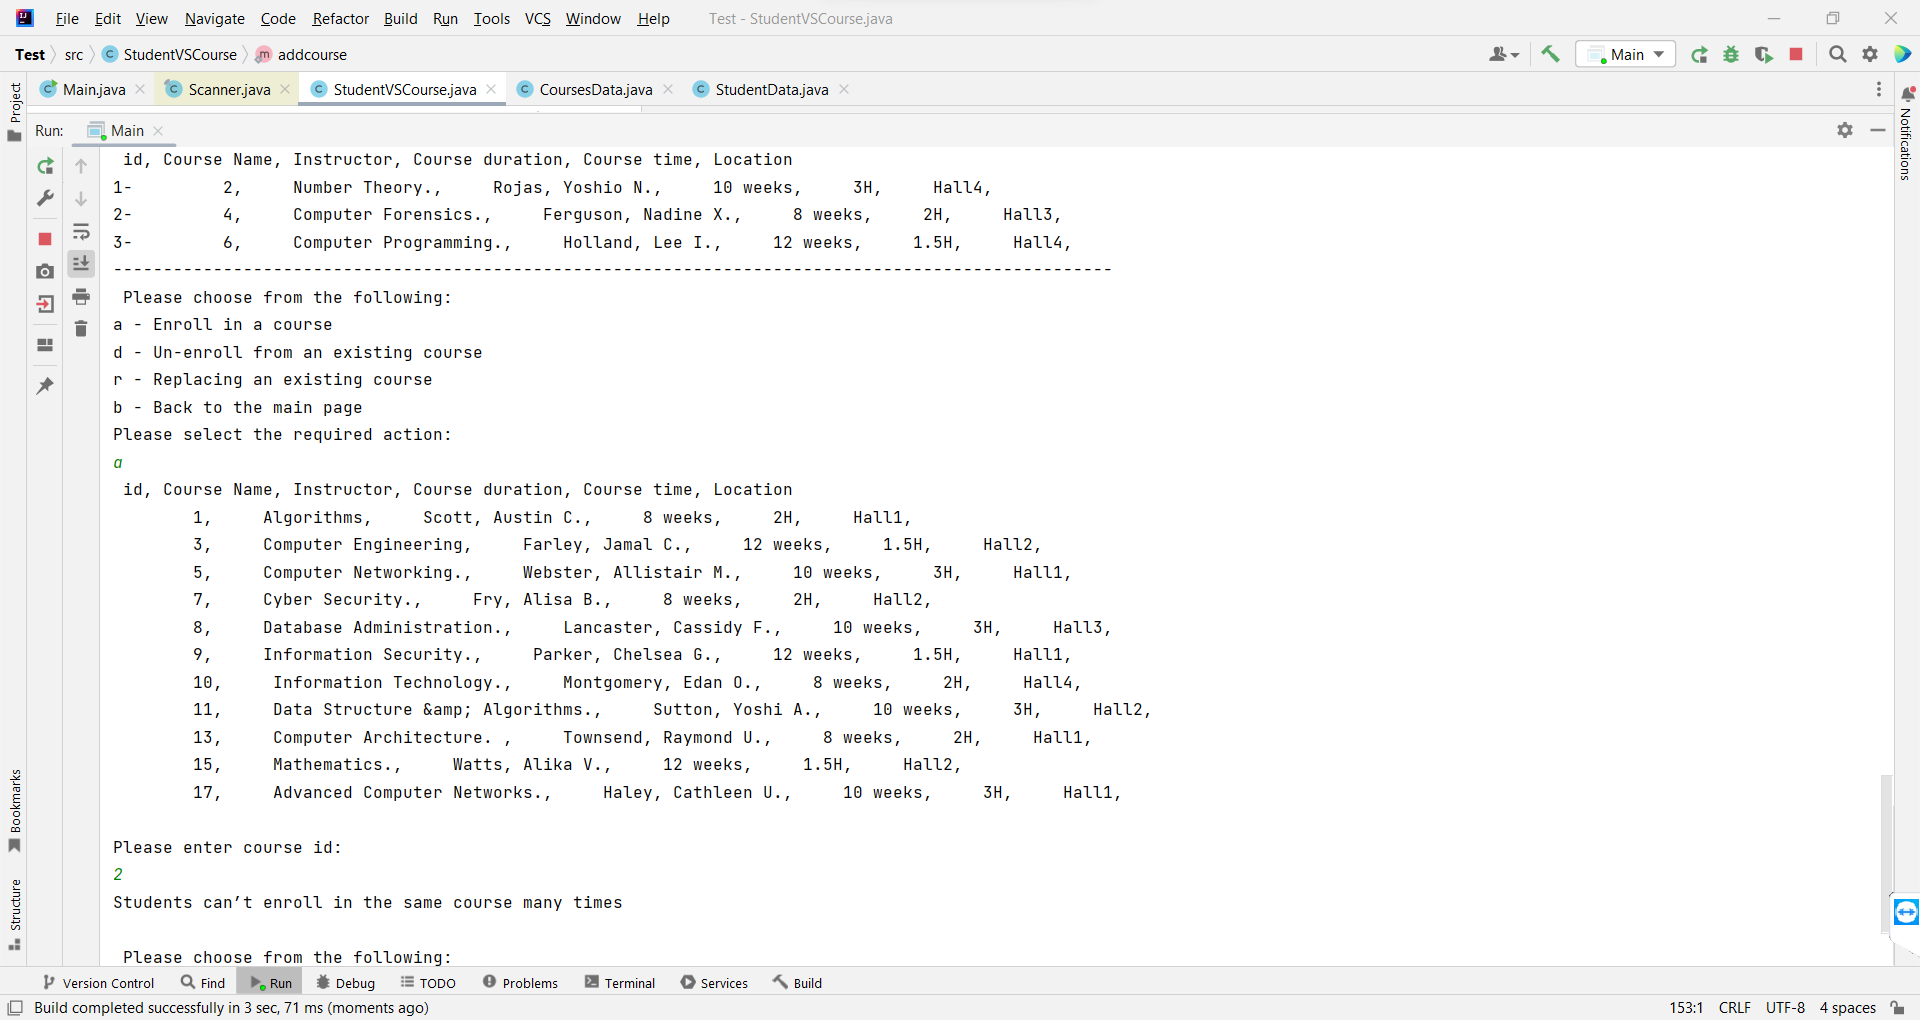 File Edit View Navigate Code Refactor Build Run Tools VCS Window Help Test - StudentVSCourse.java
Test src StudentVSCourse addcourse Main
Main.java Scanner.java StudentVSCourse.java CoursesData.java StudentData.java
Project
Notifications
Run: Main
id, Course Name, Instructor, Course duration, Course time, Location
1- 2, Number Theory., Rojas, Yoshio N., 10 weeks, 3H, Hall4,
2- 4, Computer Forensics., Ferguson, Nadine X., 8 weeks, 2H, Hall3,
3- 6, Computer Programming., Holland, Lee I., 12 weeks, 1.5H, Hall4,
----------------------------------------------------------------------------------------------------
Please choose from the following:
a - Enroll in a course
d - Un-enroll from an existing course
r - Replacing an existing course
b - Back to the main page
Please select the required action:
a
id, Course Name, Instructor, Course duration, Course time, Location
1, Algorithms, Scott, Austin C., 8 weeks, 2H, Hall1,
3, Computer Engineering, Farley, Jamal C., 12 weeks, 1.5H, Hall2,
5, Computer Networking., Webster, Allistair M., 10 weeks, 3H, Hall1,
7, Cyber Security., Fry, Alisa B., 8 weeks, 2H, Hall2,
8, Database Administration., Lancaster, Cassidy F., 10 weeks, 3H, Hall3,
9, Information Security., Parker, Chelsea G., 12 weeks, 1.5H, Hall1,
10, Information Technology., Montgomery, Edan O., 8 weeks, 2H, Hall4,
11, Data Structure &amp; Algorithms., Sutton, Yoshi A., 10 weeks, 3H, Hall2,
13, Computer Architecture. , Townsend, Raymond U., 8 weeks, 2H, Hall1,
15, Mathematics., Watts, Alika V., 12 weeks, 1.5H, Hall2,
17, Advanced Computer Networks., Haley, Cathleen U., 10 weeks, 3H, Hall1,
Please enter course id:
2
Students can’t enroll in the same course many times
Please choose from the following:
Bookmarks
Structure
Version Control Find Run Debug TODO Problems Terminal Services Build
Build completed successfully in 3 sec, 71 ms (moments ago) 153:1 CRLF UTF-8 4 spaces